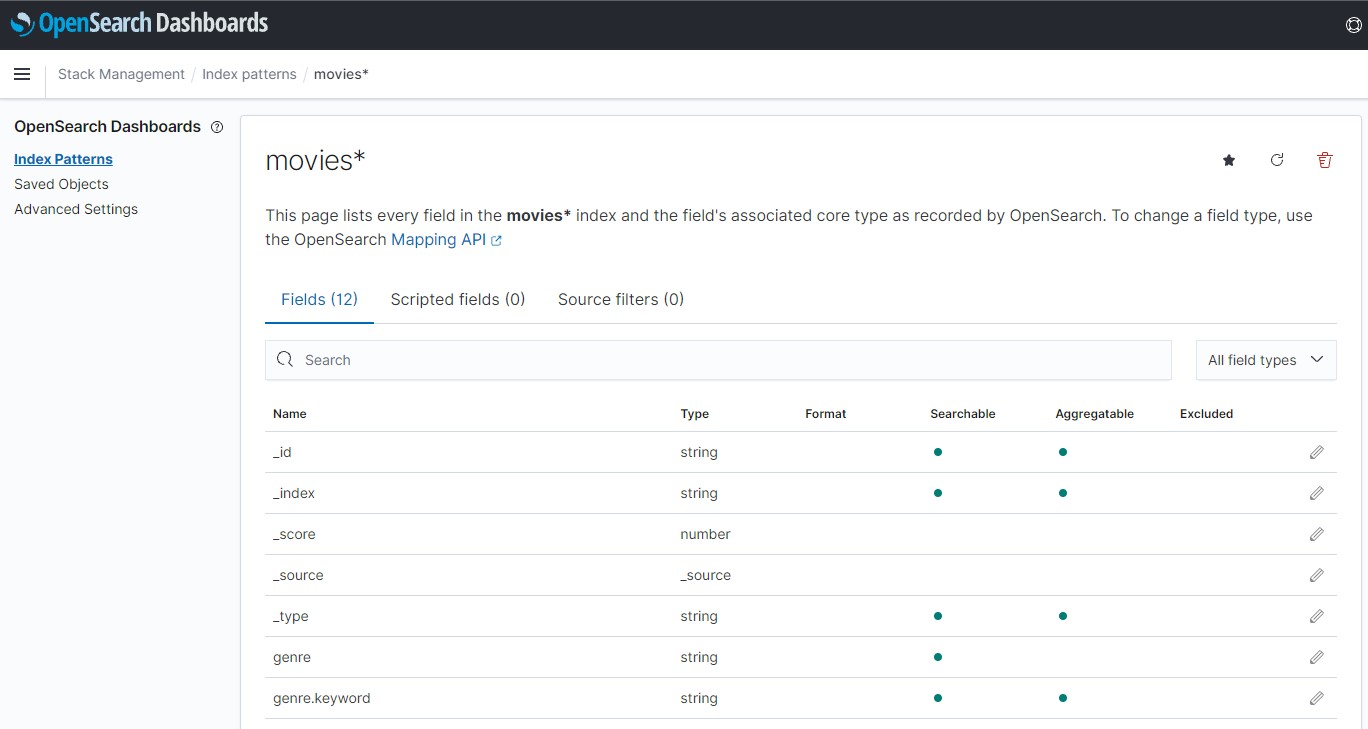 OpenSearch Dashboards
Stack Management / Index patterns / movies*
OpenSearch Dashboards
Index Patterns
Saved Objects
Advanced Settings
movies*
This page lists every field in the movies* index and the field's associated core type as recorded by OpenSearch. To change a field type, use
the OpenSearch Mapping API
Fields (12) Scripted fields (0) Source filters (0)
Search All field types
Name Type Format Searchable Aggregatable Excluded
_id string
_index string
_score number
_source _source
_type string
genre string
genre.keyword string